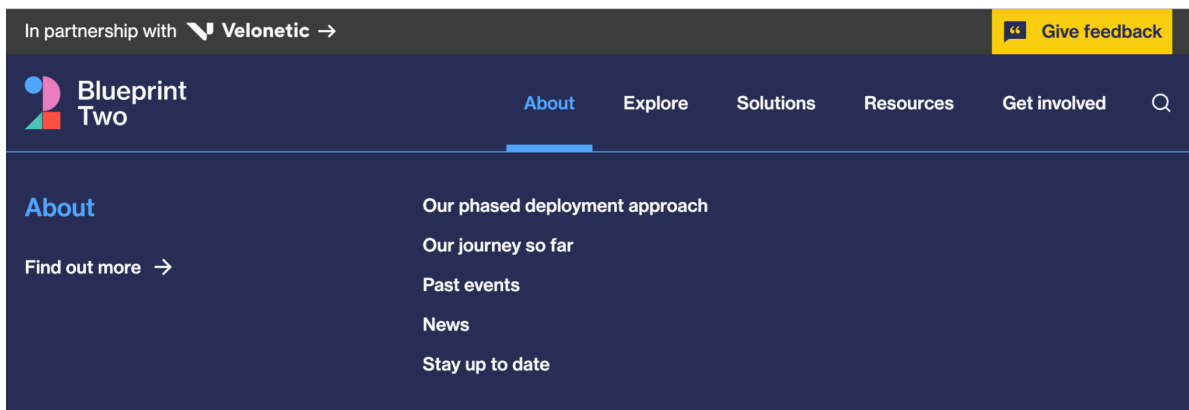 In partnership with Velonetic →
Give feedback
Blueprint
Two
About
Explore
Solutions
Resources
Get involved
About
Find out more →
Our phased deployment approach
Our journey so far
Past events
News
Stay up to date